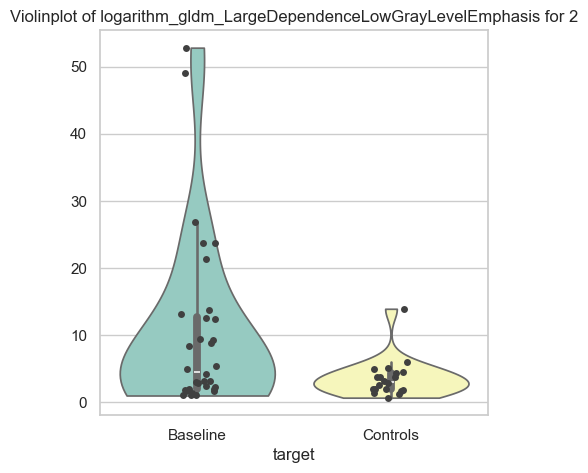 Violinplot of logarithm_gldm_LargeDependenceLowGrayLevelEmphasis for 2
50
40
30
20
10
0
Baseline
Controls
target